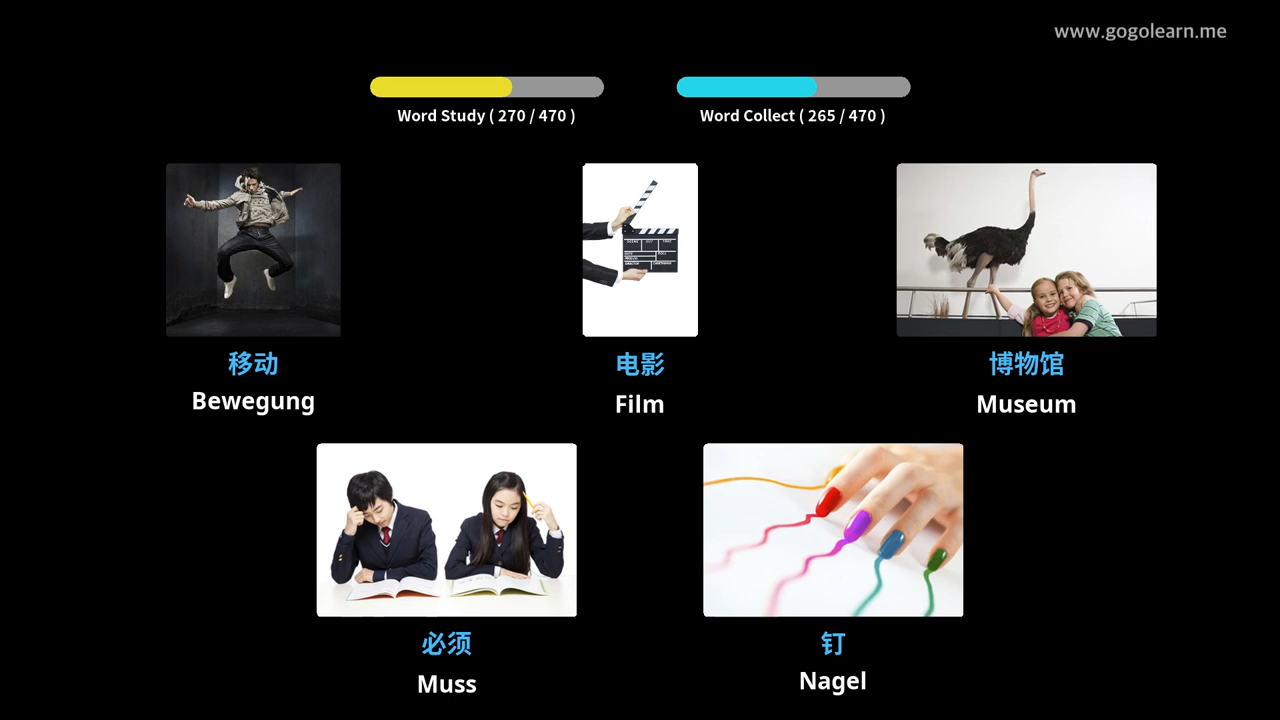 www.gogolearn.me
Word Study ( 270 / 470 )
Word Collect ( 265 / 470 )
移动
Bewegung
电影
Film
博物馆
Museum
必须
Muss
钉
Nagel